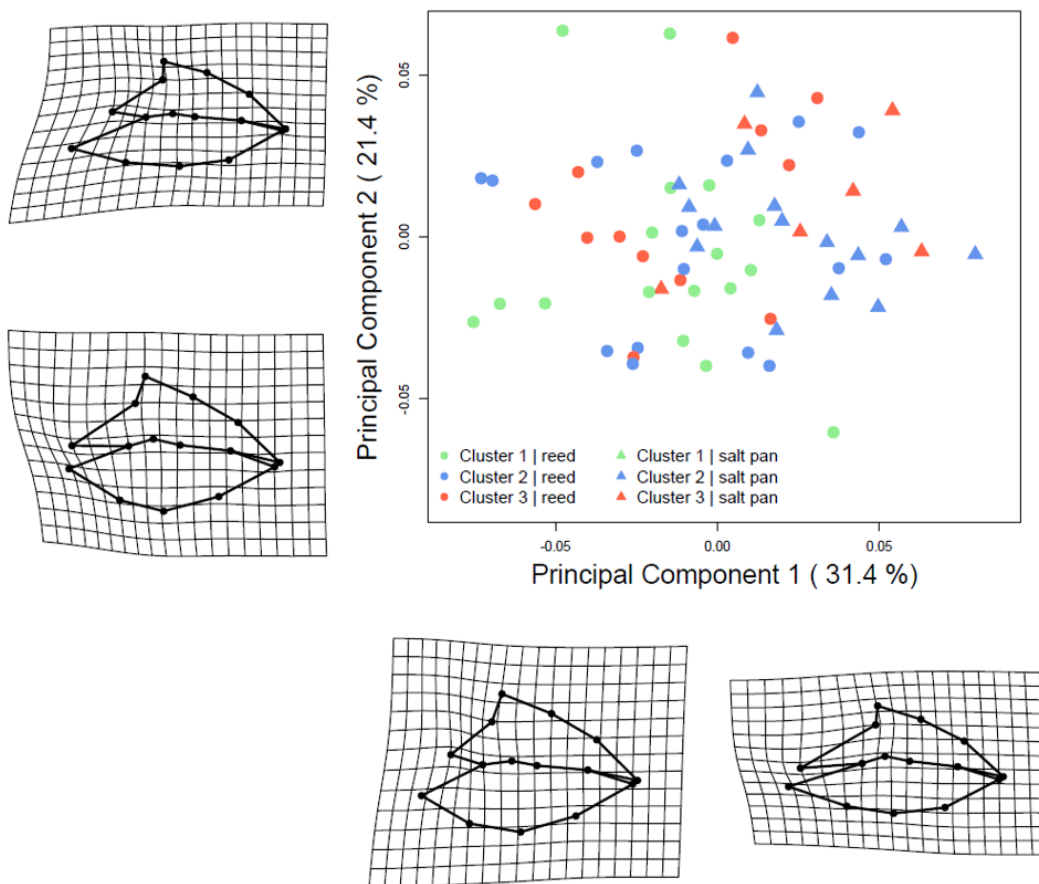 Principal Component 2 ( 21.4 %)
0.05
0.00
-0.05
Cluster 1 | reed
Cluster 2 | reed
Cluster 3 | reed
Cluster 1 | salt pan
Cluster 2 | salt pan
Cluster 3 | salt pan
-0.05
0.00
0.05
Principal Component 1 ( 31.4 %)